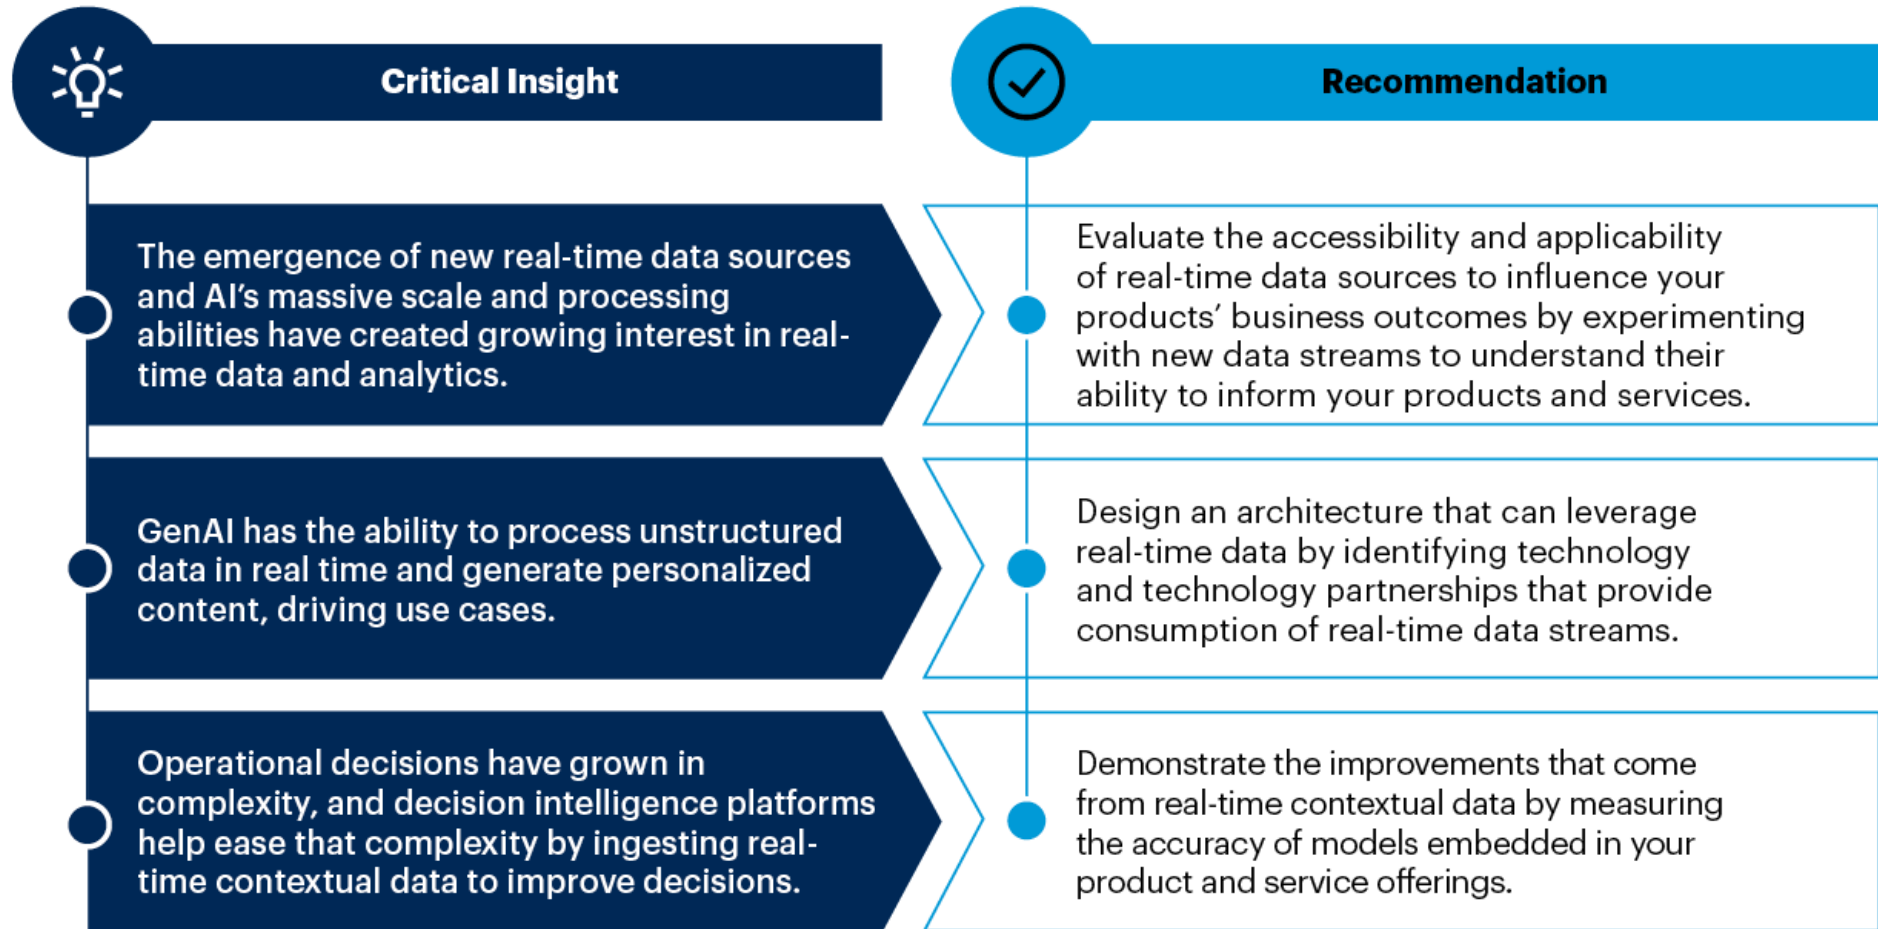 Critical Insight
Recommendation
The emergence of new real-time data sources
and AI's massive scale and processing
abilities have created growing interest in real-
time data and analytics.
Evaluate the accessibility and applicability
of real-time data sources to influence your
products' business outcomes by experimenting
with new data streams to understand their
ability to inform your products and services.
GenAI has the ability to process unstructured
data in real time and generate personalized
content, driving use cases.
Design an architecture that can leverage
real-time data by identifying technology
and technology partnerships that provide
consumption of real-time data streams.
Operational decisions have grown in
complexity, and decision intelligence platforms
help ease that complexity by ingesting real-
time contextual data to improve decisions.
Demonstrate the improvements that come
from real-time contextual data by measuring
the accuracy of models embedded in your
product and service offerings.